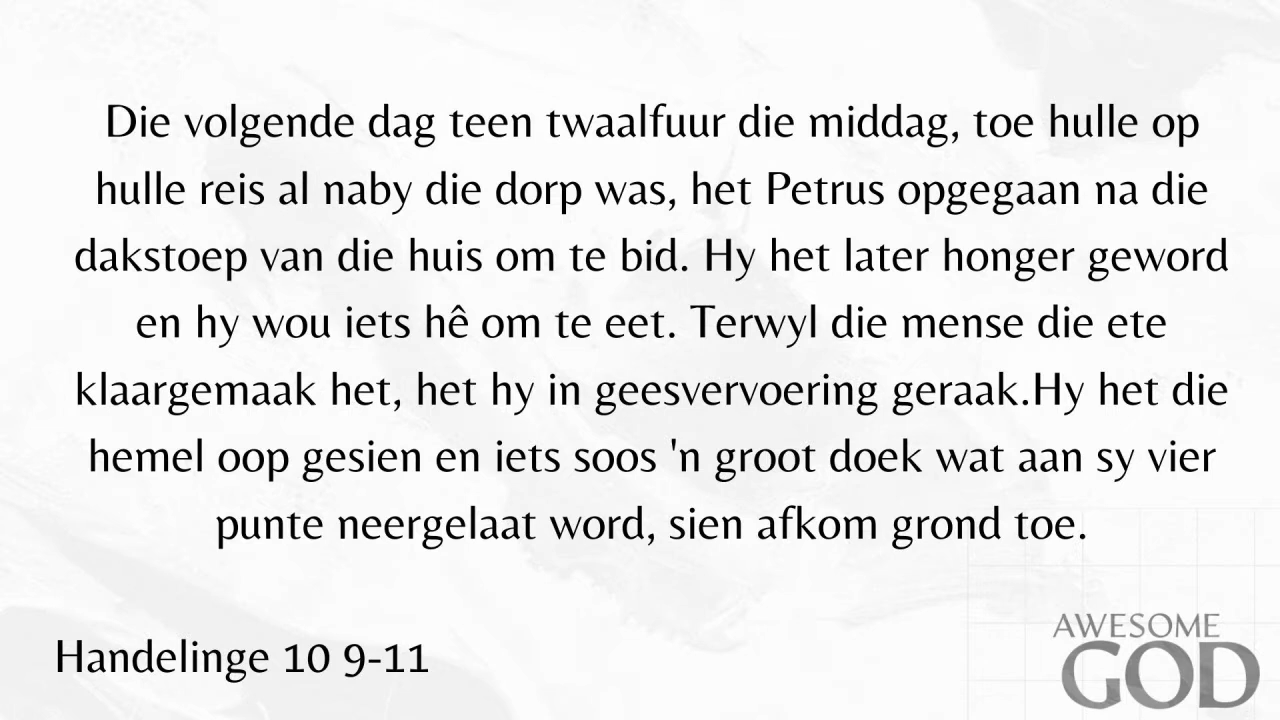 Die volgende dag teen twaalfuur die middag, toe hulle op
hulle reis al naby die dorp was, het Petrus opgegaan na die
dakstoep van die huis om te bid. Hy het later honger geword
en hy wou iets hê om te eet. Terwyl die mense die ete
klaargemaak het, het hy in geesvervoering geraak.Hy het die
hemel oop gesien en iets soos 'n groot doek wat aan sy vier
punte neergelaat word, sien afkom grond toe.
Handelinge 10 9-11
AWESOME
GOD